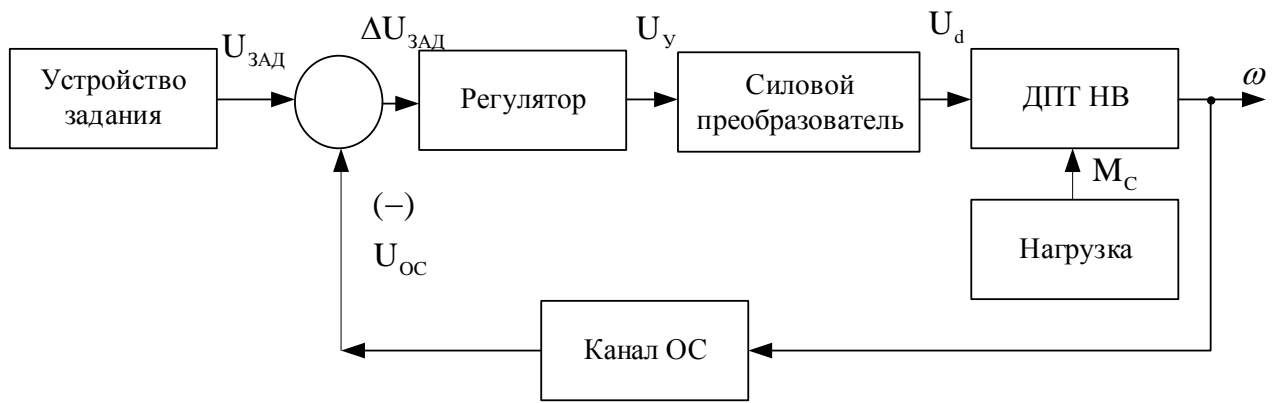 Устройство
задания
U_ЗАД
ΔU_ЗАД
Регулятор
U_У
Силовой
преобразователь
U_d
ДПТ НВ
ω
M_C
Нагрузка
(−)
U_ОС
Канал ОС